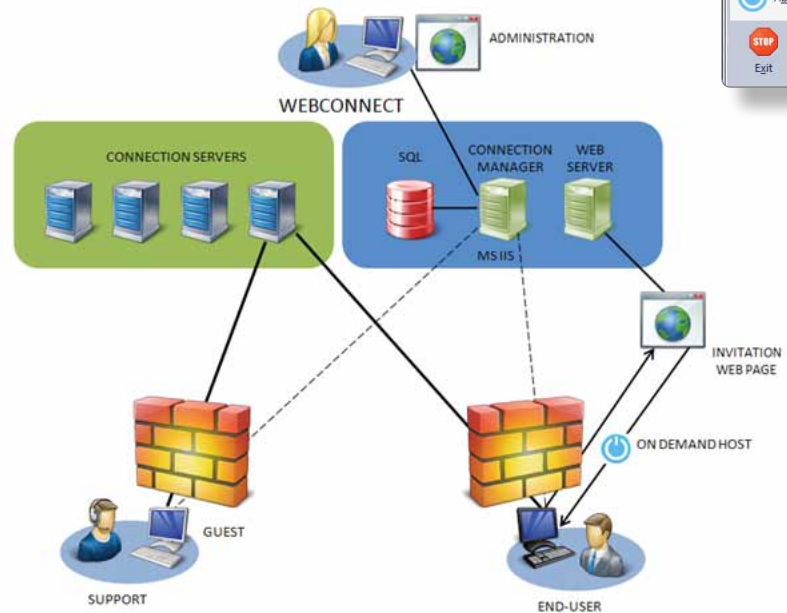 STOP
Exit
ADMINISTRATION
WEBCONNECT
CONNECTION SERVERS
SQL
CONNECTION
MANAGER
WEB
SERVER
MS IIS
INVITATION
WEB PAGE
ON DEMAND HOST
GUEST
SUPPORT
END-USER